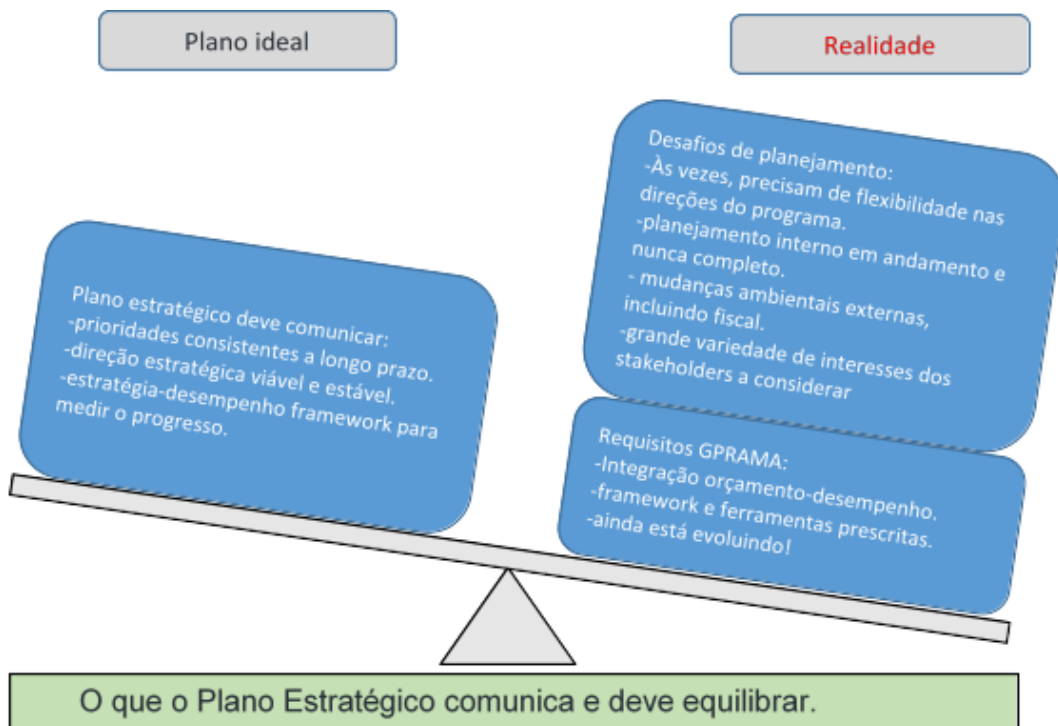 Plano ideal
Realidade
Plano estratégico deve comunicar:
-prioridades consistentes a longo prazo.
-direção estratégica viável e estável.
-estratégia-desempenho framework para
medir o progresso.
Desafios de planejamento:
-Às vezes, precisam de flexibilidade nas
direções do programa.
-planejamento interno em andamento e
nunca completo.
- mudanças ambientais externas,
incluindo fiscal.
-grande variedade de interesses dos
stakeholders a considerar
Requisitos GPRAMA:
-Integração orçamento-desempenho.
-framework e ferramentas prescritas.
-ainda está evoluindo!
O que o Plano Estratégico comunica e deve equilibrar.